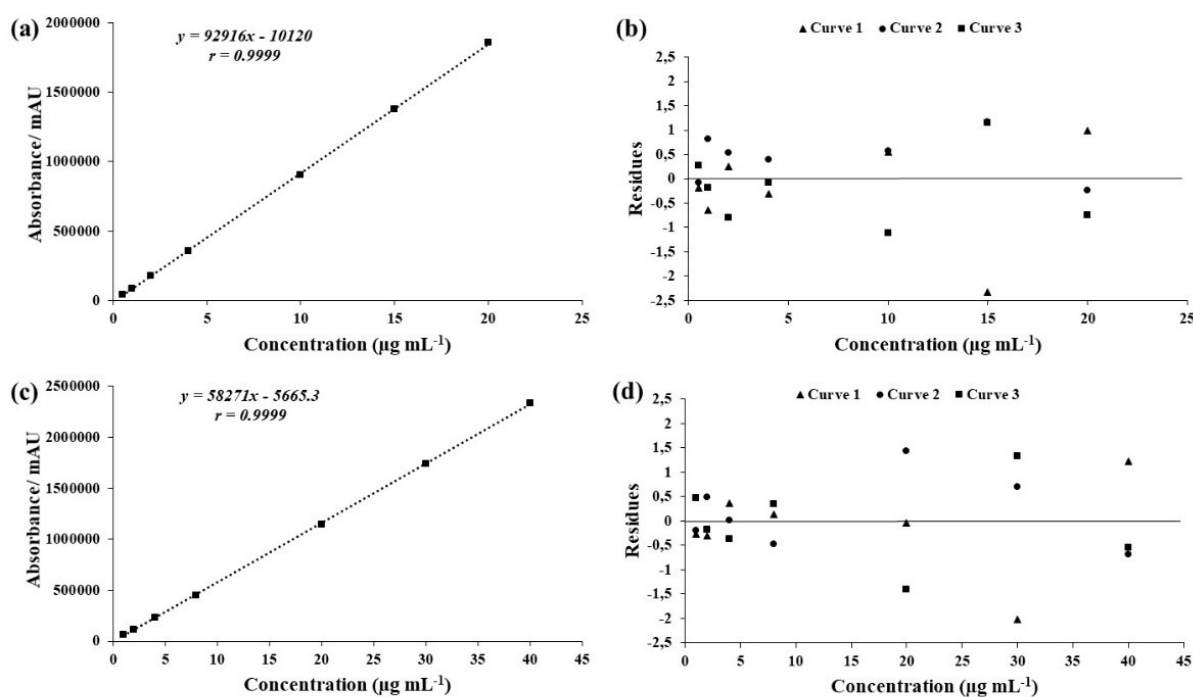 (a)
y = 92916x - 10120
r = 0.9999
Absorbance/ mAU
2000000
1500000
1000000
500000
0
0 5 10 15 20 25
Concentration (µg mL-1)
(b)
Curve 1 Curve 2 Curve 3
Residues
2,5
2
1,5
1
0,5
0
-0,5
-1
-1,5
-2
-2,5
0 5 10 15 20 25
Concentration (µg mL-1)
(c)
y = 58271x - 5665.3
r = 0.9999
Absorbance/ mAU
2500000
2000000
1500000
1000000
500000
0
0 5 10 15 20 25 30 35 40 45
Concentration (µg mL-1)
(d)
Curve 1 Curve 2 Curve 3
Residues
2,5
2
1,5
1
0,5
0
-0,5
-1
-1,5
-2
-2,5
0 5 10 15 20 25 30 35 40 45
Concentration (µg mL-1)